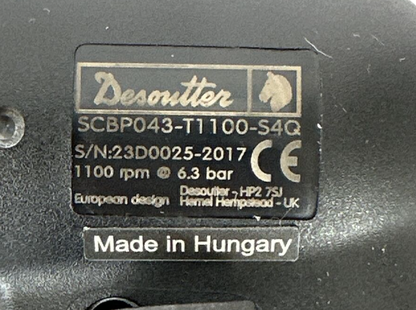 Desoutter
SCBP043-T1100-S4Q
S/N:23D0025-2017 CE
1100 rpm @ 6.3 bar
European design Desoutter - HP2 7SJ
Hemel Hempstead - UK
Made in Hungary